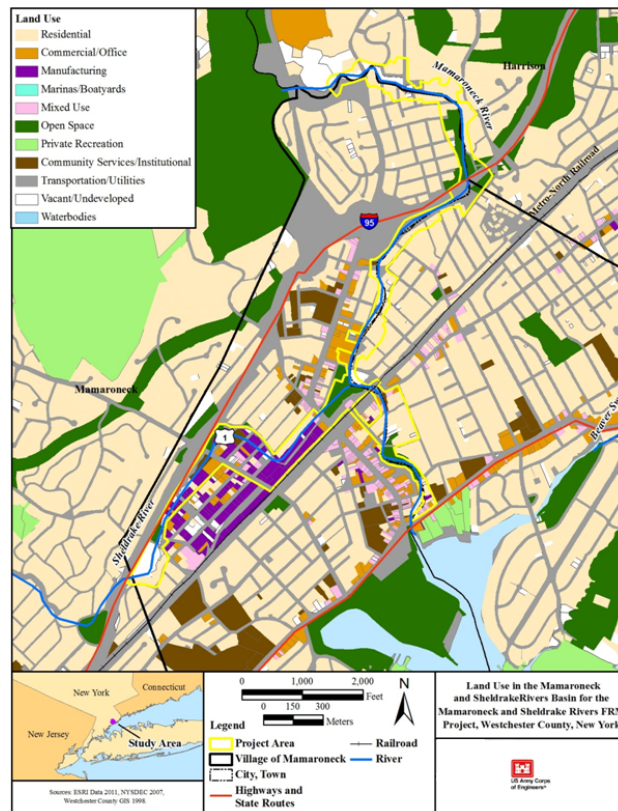 Land Use
Residential
Commercial/Office
Manufacturing
Marinas/Boatyards
Mixed Use
Open Space
Private Recreation
Community Services/Institutional
Transportation/Utilities
Vacant/Undeveloped
Waterbodies
Harrison
Mamaroneck River
Metro-North Railroad
95
Mamaroneck
1
Beaver Sw
Sheldrake River
New York
Connecticut
New Jersey
Study Area
Sources: ESRI Data 2011, NYSDEC 2007,
Westchester County GIS 1998.
0 1,000 2,000
Feet
0 150 300
Meters
N
Legend
Project Area
Railroad
Village of Mamaroneck
River
City, Town
Highways and
State Routes
Land Use in the Mamaroneck
and SheldrakeRivers Basin for the
Mamaroneck and Sheldrake Rivers FRM
Project, Westchester County, New York
US Army Corps
of Engineers®